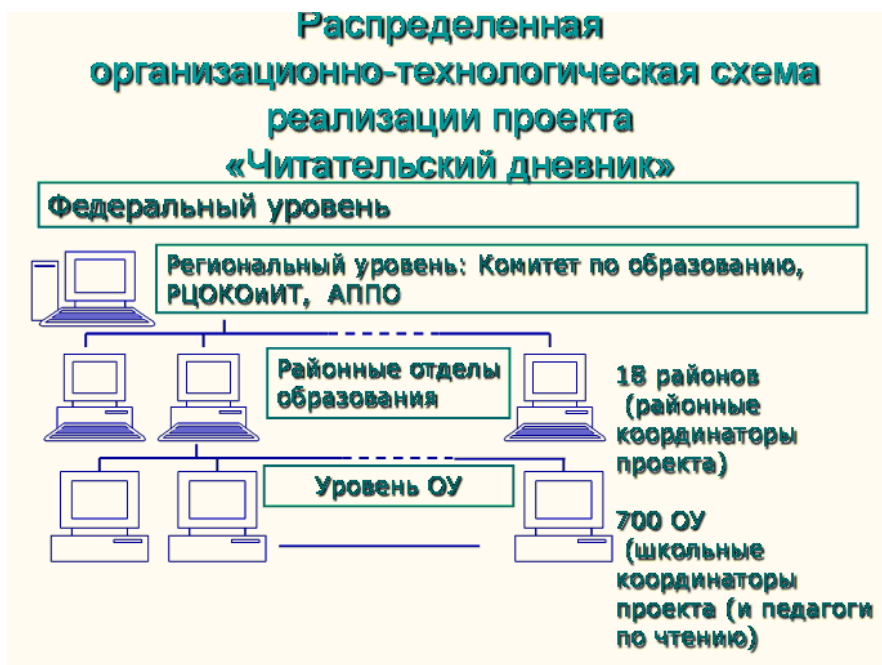 Распределенная
организационно-технологическая схема
реализации проекта
«Читательский дневник»
Федеральный уровень
Региональный уровень: Комитет по образованию,
РЦОКОиИТ, АППО
Районные отделы
образования
18 районов
(районные
координаторы
проекта)
Уровень ОУ
700 ОУ
(школьные
координаторы
проекта (и педагоги
по чтению)